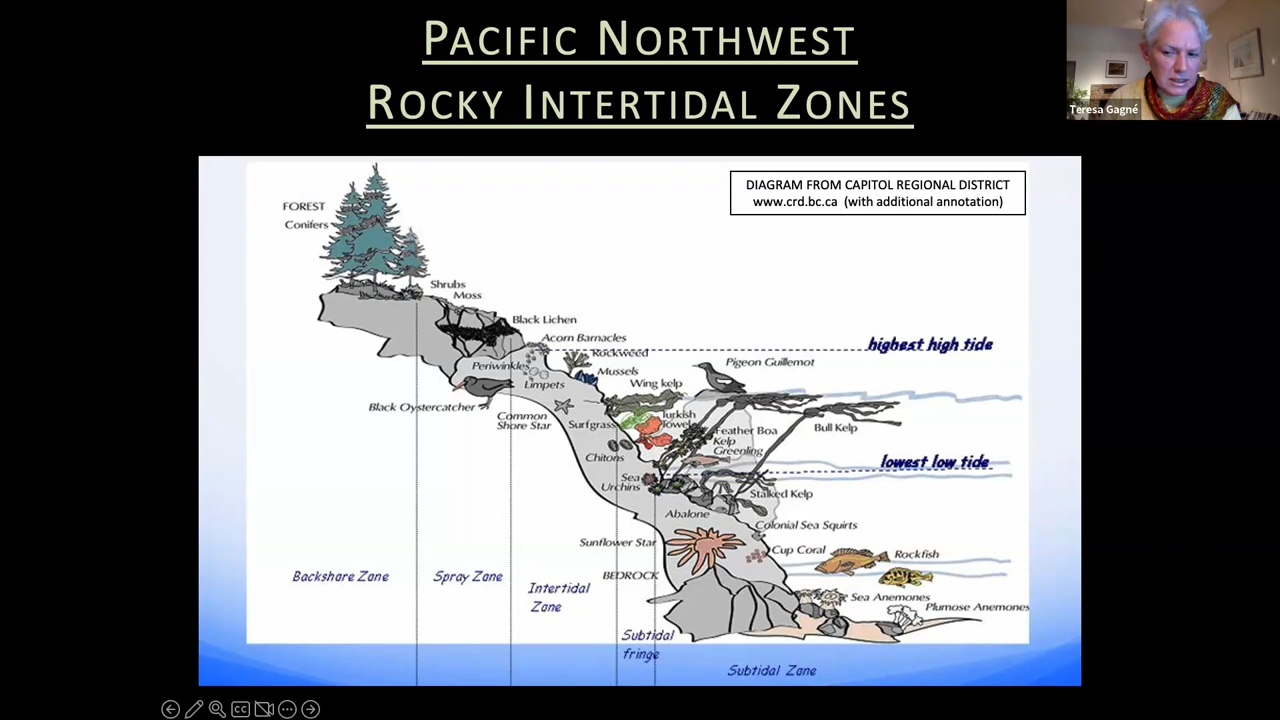 PACIFIC NORTHWEST
ROCKY INTERTIDAL ZONES
Teresa Gagné
DIAGRAM FROM CAPITOL REGIONAL DISTRICT
www.crd.bc.ca (with additional annotation)
FOREST
Conifers
Shrubs
Moss
Black Lichen
Acorn Barnacles
highest high tide
Rockweed
Periwinkles
Mussels
Pigeon Guillemot
Limpets
Wing kelp
Black Oystercatcher
Common
Shore Star
Surfgrass
Turkish
Towel
Feather Boa
Kelp
Bull Kelp
Greenling
Chitons
lowest low tide
Sea
Urchins
Stalked Kelp
Abalone
Colonial Sea Squirts
Sunflower Star
Cup Coral
Rockfish
BEDROCK
Backshore Zone
Spray Zone
Intertidal
Zone
Sea Anemones
Plumose Anemones
Subtidal
fringe
Subtidal Zone
CC